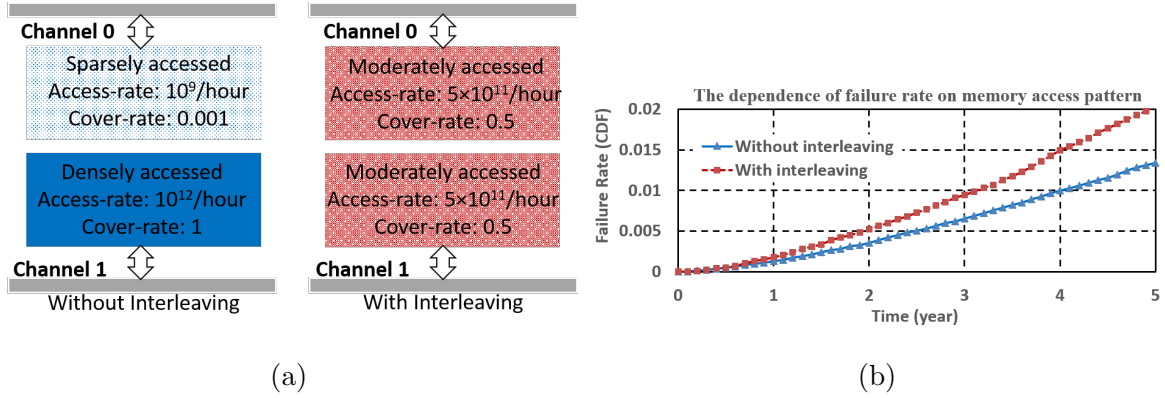 Channel 0
Sparsely accessed
Access-rate: 10⁹/hour
Cover-rate: 0.001
Densely accessed
Access-rate: 10¹²/hour
Cover-rate: 1
Channel 1
Without Interleaving
Channel 0
Moderately accessed
Access-rate: 5×10¹¹/hour
Cover-rate: 0.5
Moderately accessed
Access-rate: 5×10¹¹/hour
Cover-rate: 0.5
Channel 1
With Interleaving
(a)
The dependence of failure rate on memory access pattern
Failure Rate (CDF)
0.02
0.015
0.01
0.005
0
Without interleaving
With interleaving
0 1 2 3 4 5
Time (year)
(b)